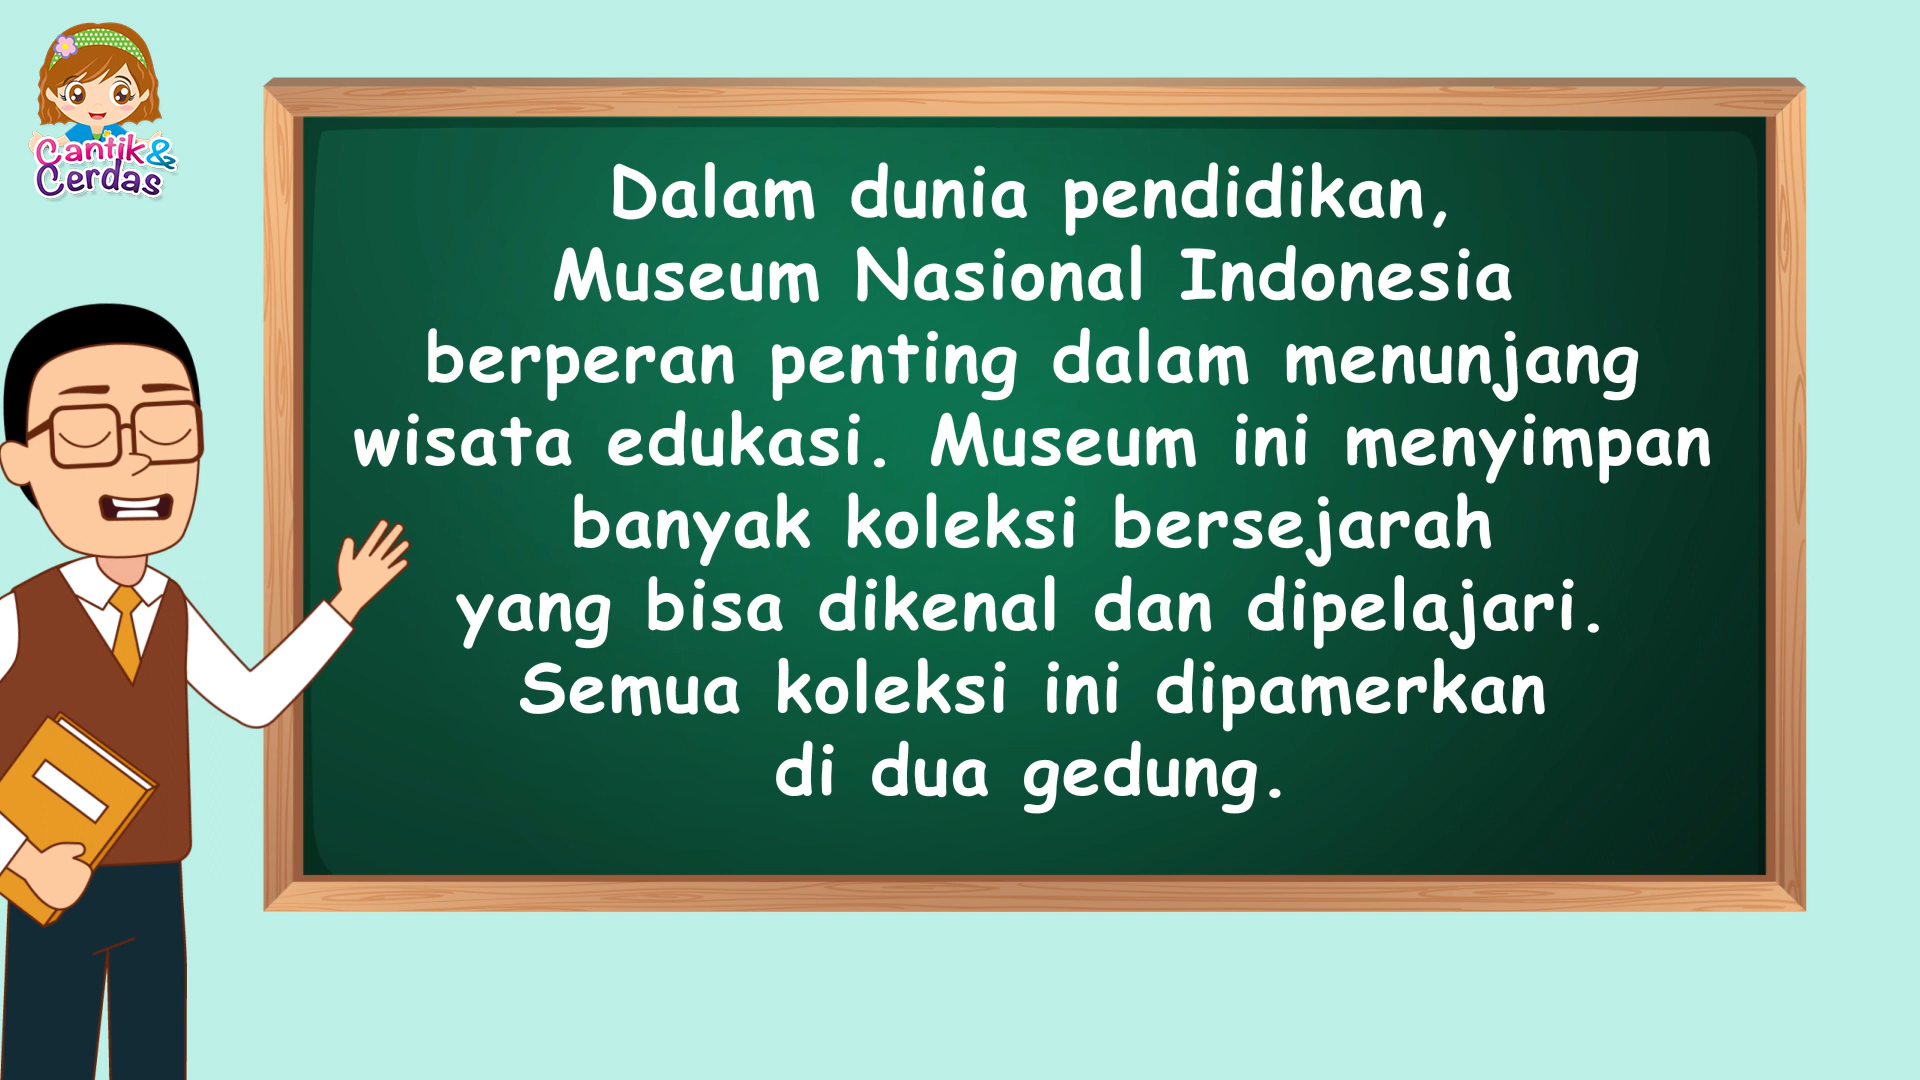 Cantik&
Cerdas
Dalam dunia pendidikan,
Museum Nasional Indonesia
berperan penting dalam menunjang
wisata edukasi. Museum ini menyimpan
banyak koleksi bersejarah
yang bisa dikenal dan dipelajari.
Semua koleksi ini dipamerkan
di dua gedung.